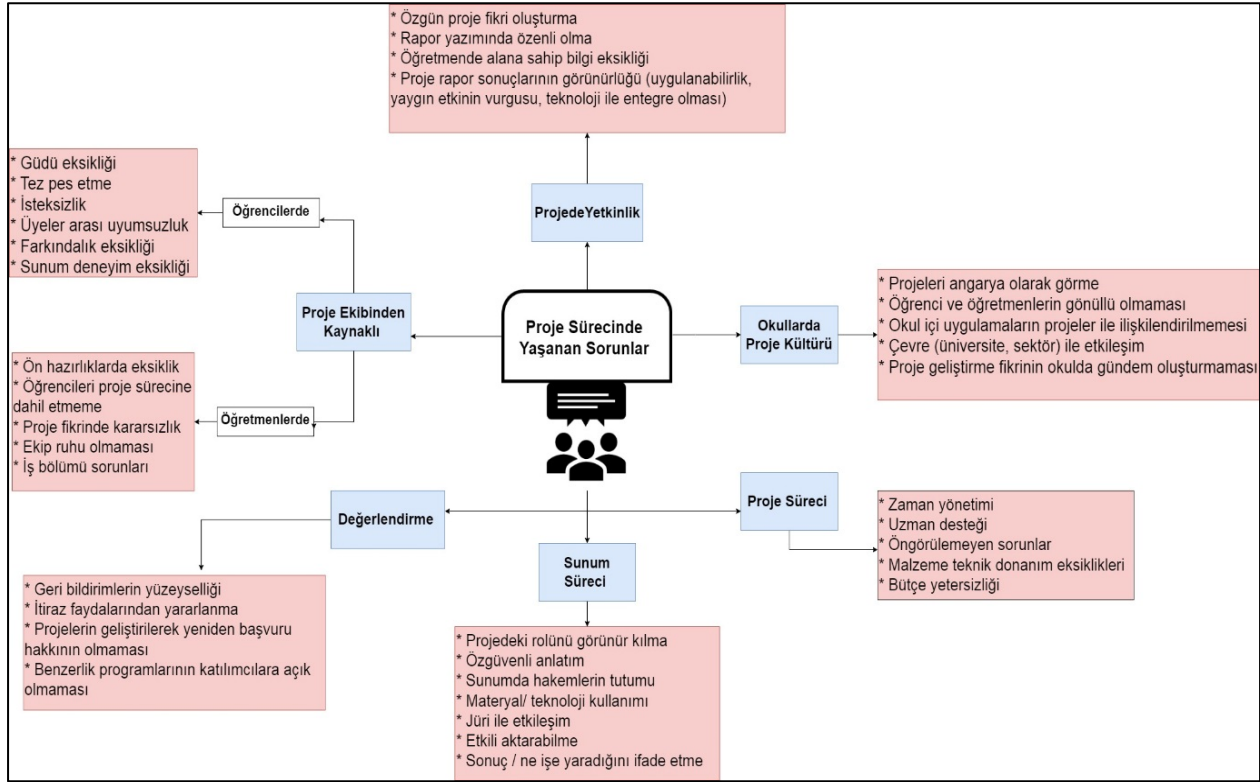 * Özgün proje fikri oluşturma
* Rapor yazımında özenli olma
* Öğretmende alana sahip bilgi eksikliği
* Proje rapor sonuçlarının görünürlüğü (uygulanabilirlik,
yaygın etkinin vurgusu, teknoloji ile entegre olması)
ProjedeYetkinlik
* Güdü eksikliği
* Tez pes etme
* İsteksizlik
* Üyeler arası uyumsuzluk
* Farkındalık eksikliği
* Sunum deneyim eksikliği
Öğrencilerde
Proje Ekibinden
Kaynaklı
* Ön hazırlıklarda eksiklik
* Öğrencileri proje sürecine
dahil etmeme
* Proje fikrinde kararsızlık
* Ekip ruhu olmaması
* İş bölümü sorunları
Öğretmenlerde
Proje Sürecinde
Yaşanan Sorunlar
Okullarda
Proje Kültürü
* Projeleri angarya olarak görme
* Öğrenci ve öğretmenlerin gönüllü olmaması
* Okul içi uygulamaların projeler ile ilişkilendirilmemesi
* Çevre (üniversite, sektör) ile etkileşim
* Proje geliştirme fikrinin okulda gündem oluşturmaması
Değerlendirme
* Geri bildirimlerin yüzeyselliği
* İtiraz faydalarından yararlanma
* Projelerin geliştirilerek yeniden başvuru
hakkının olmaması
* Benzerlik programlarının katılımcılara açık
olmaması
Sunum
Süreci
* Projedeki rolünü görünür kılma
* Özgüvenli anlatım
* Sunumda hakemlerin tutumu
* Materyal/ teknoloji kullanımı
* Jüri ile etkileşim
* Etkili aktarabilme
* Sonuç / ne işe yaradığını ifade etme
Proje Süreci
* Zaman yönetimi
* Uzman desteği
* Öngörülemeyen sorunlar
* Malzeme teknik donanım eksiklikleri
* Bütçe yetersizliği